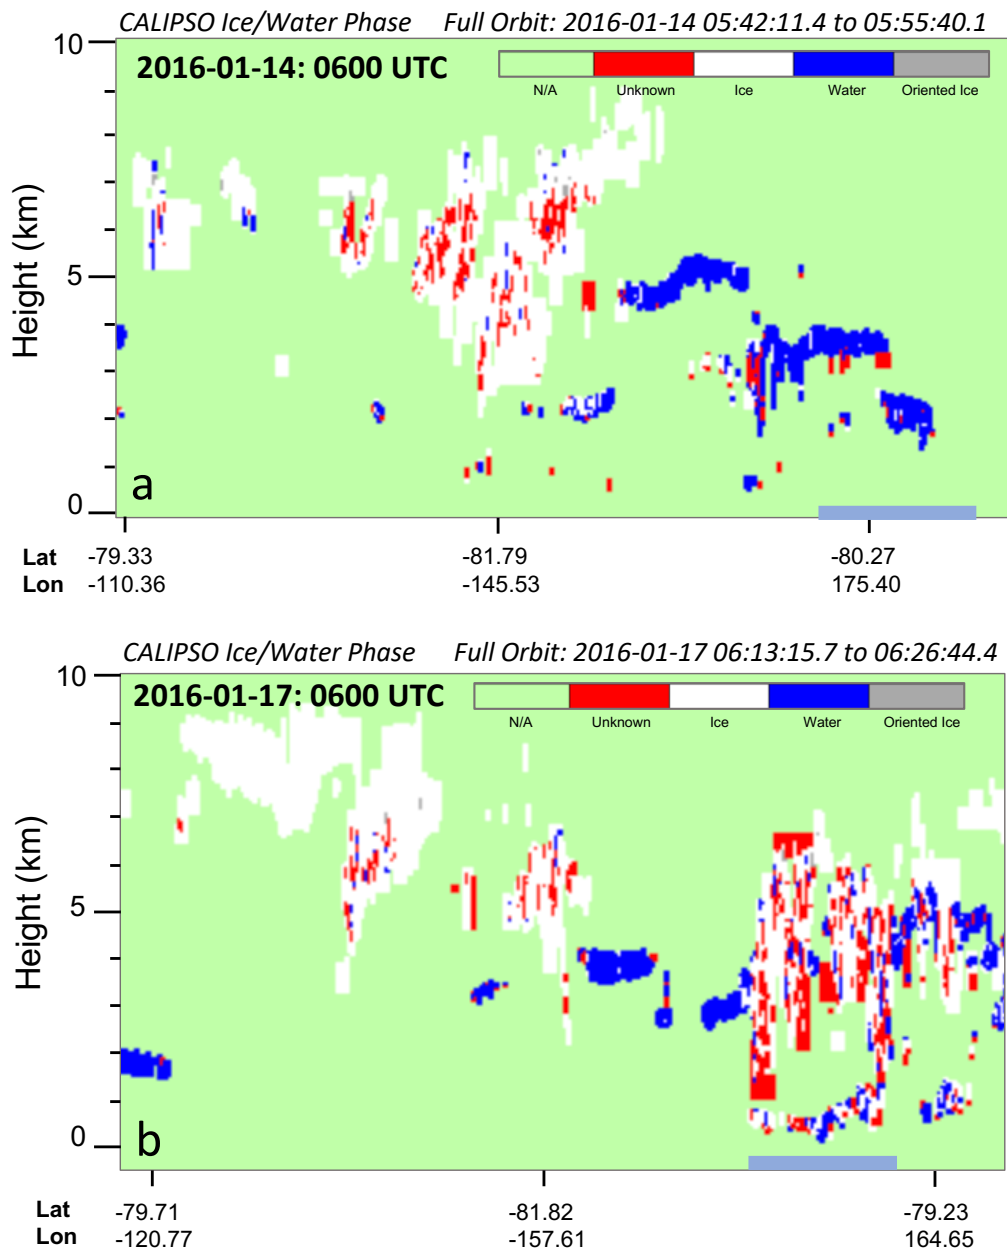 CALIPSO Ice/Water Phase Full Orbit: 2016-01-14 05:42:11.4 to 05:55:40.1
10
2016-01-14: 0600 UTC
N/A Unknown Ice Water Oriented Ice
Height (km)
5
0
a
Lat -79.33 -81.79 -80.27
Lon -110.36 -145.53 175.40
CALIPSO Ice/Water Phase Full Orbit: 2016-01-17 06:13:15.7 to 06:26:44.4
10
2016-01-17: 0600 UTC
N/A Unknown Ice Water Oriented Ice
Height (km)
5
0
b
Lat -79.71 -81.82 -79.23
Lon -120.77 -157.61 164.65